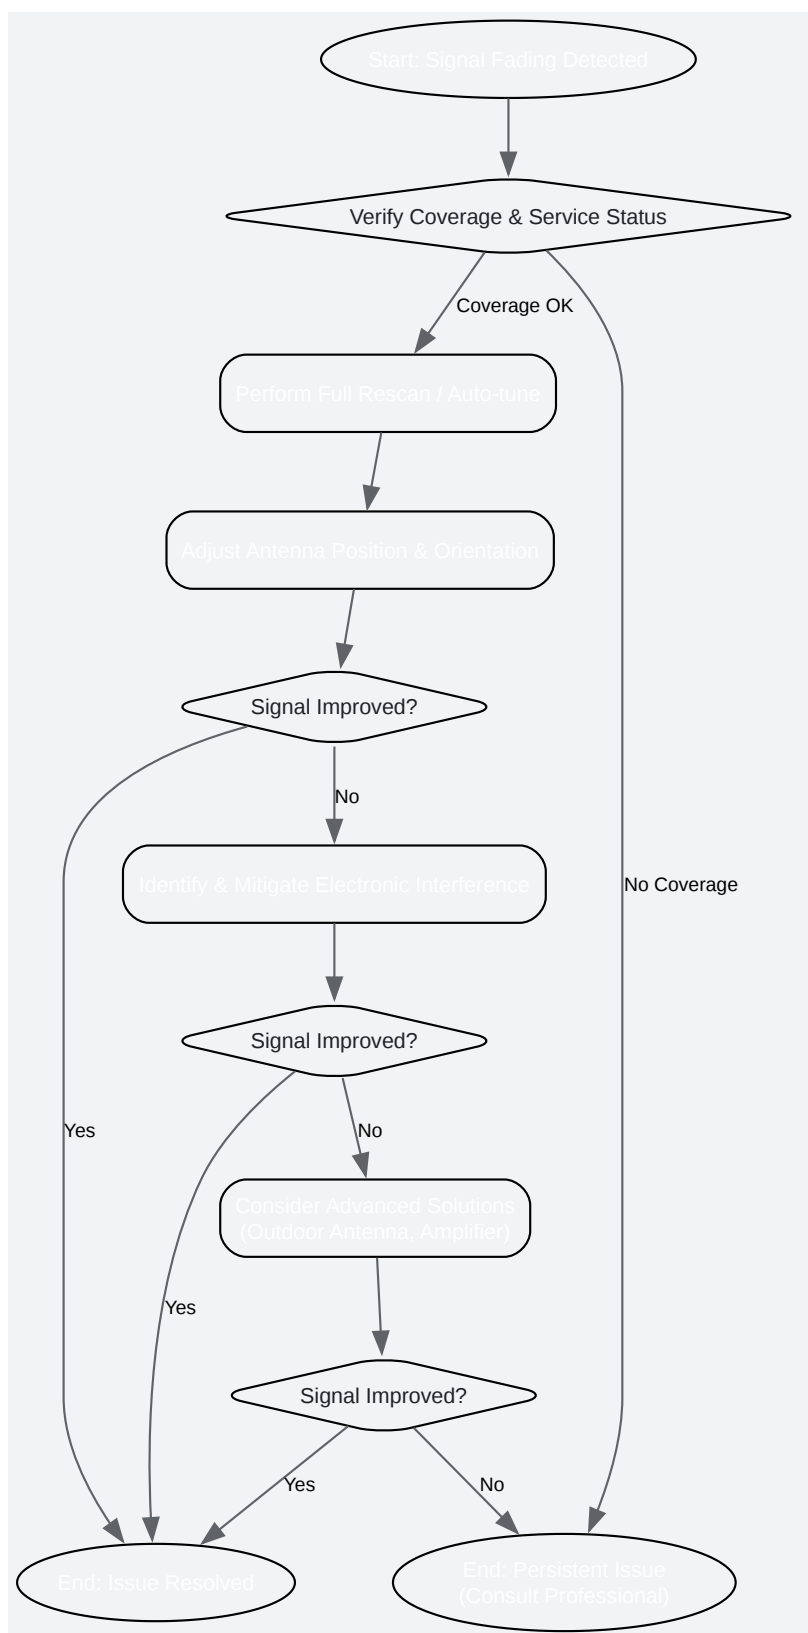 Start: Signal Fading Detected
Verify Coverage & Service Status
Coverage OK
Perform Full Rescan / Auto-tune
Adjust Antenna Position & Orientation
Signal Improved?
No
Identify & Mitigate Electronic Interference
No Coverage
Signal Improved?
Yes
No
Consider Advanced Solutions
(Outdoor Antenna, Amplifier)
Yes
Signal Improved?
Yes
No
End: Issue Resolved
End: Persistent Issue
(Consult Professional)